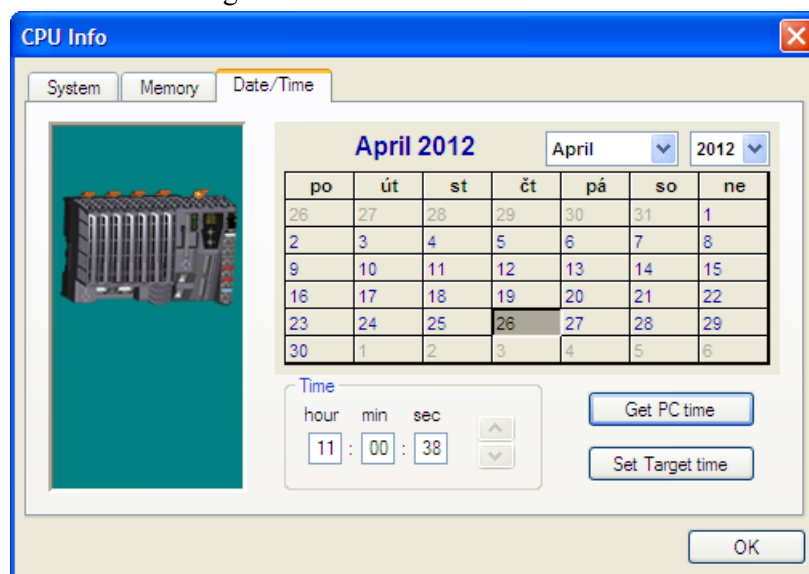 CPU Info
System Memory Date/Time
April 2012 April 2012
po út st čt pá so ne
26 27 28 29 30 31 1
2 3 4 5 6 7 8
9 10 11 12 13 14 15
16 17 18 19 20 21 22
23 24 25 26 27 28 29
30 1 2 3 4 5 6
Time
hour min sec
11 : 00 : 38
Get PC time
Set Target time
OK